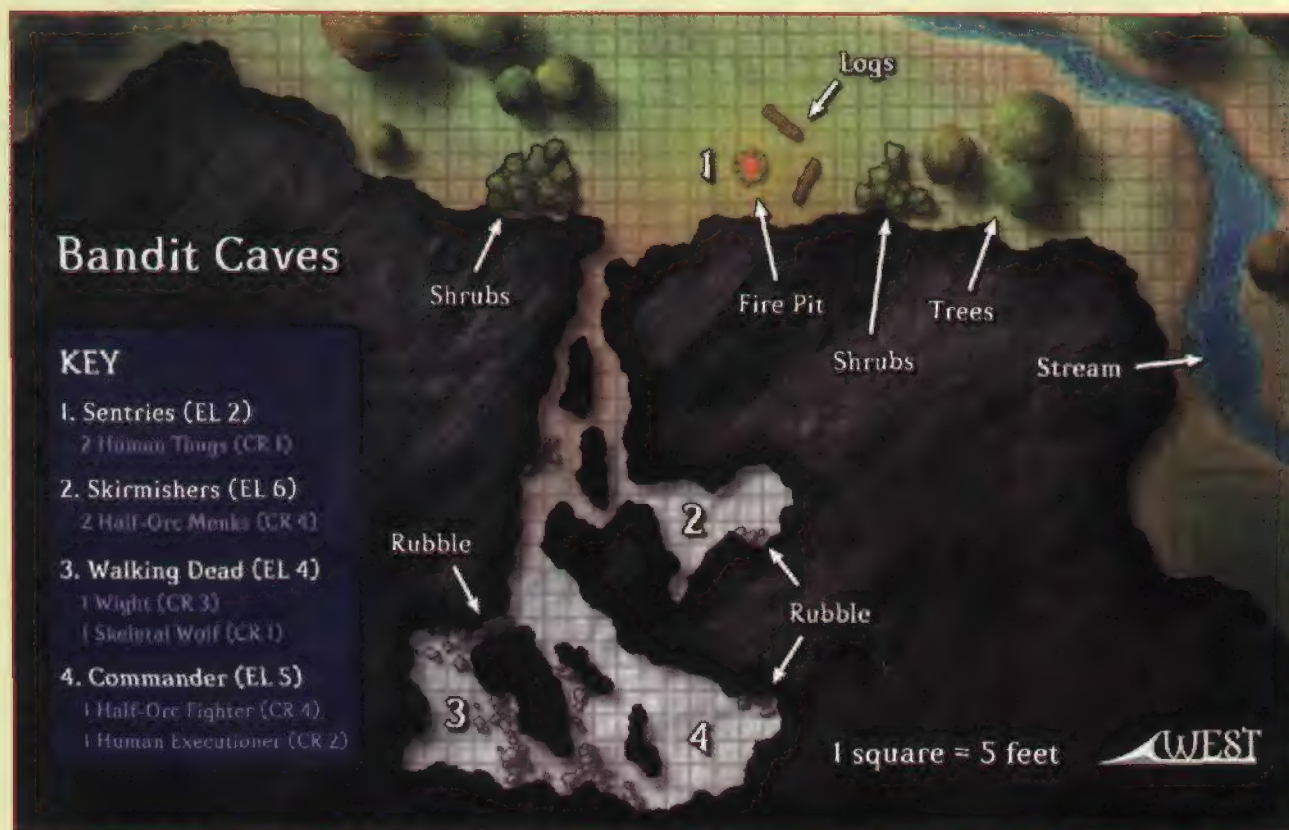 Logs
1
Shrubs
Fire Pit
Shrubs
Trees
Stream
Bandit Caves
KEY
1. Sentries (EL 2)
2 Human Thugs (CR 1)
2. Skirmishers (EL 6)
2 Half-Orc Monks (CR 4)
3. Walking Dead (EL 4)
1 Wight (CR 3)
1 Skeletal Wolf (CR 1)
4. Commander (EL 5)
1 Half-Orc Fighter (CR 4)
1 Human Executioner (CR 2)
2
Rubble
Rubble
3
4
1 square = 5 feet
WEST